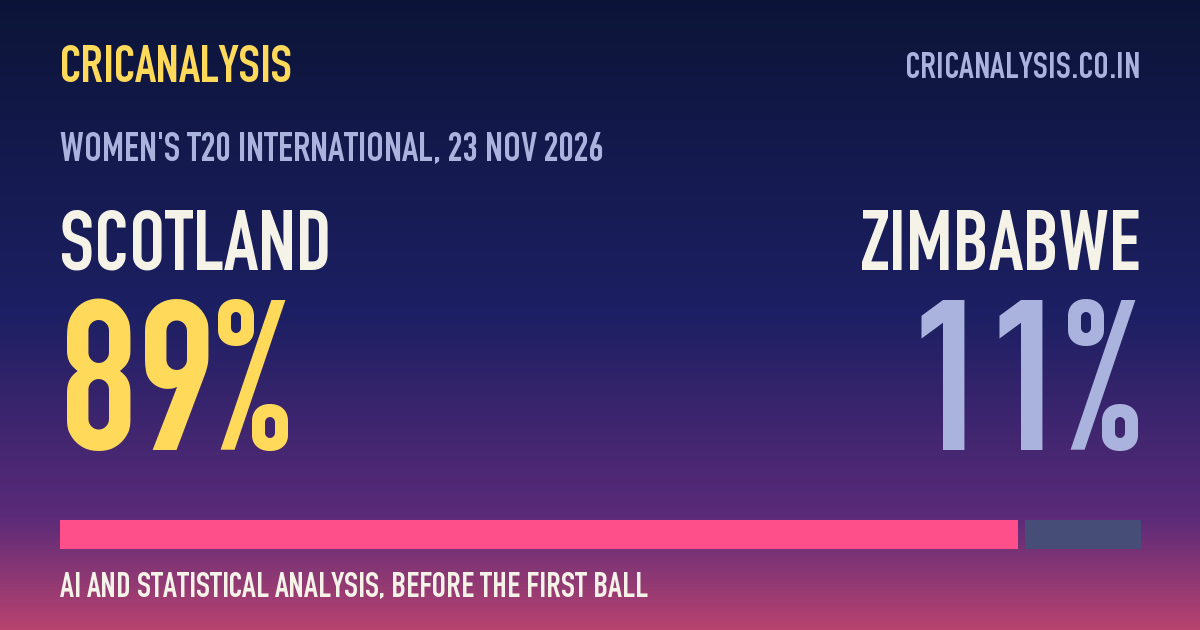 CRICANALYSIS
CRICANALYSIS.CO.IN
WOMEN'S T20 INTERNATIONAL, 23 NOV 2026
SCOTLAND
ZIMBABWE
89%
11%
AI AND STATISTICAL ANALYSIS, BEFORE THE FIRST BALL